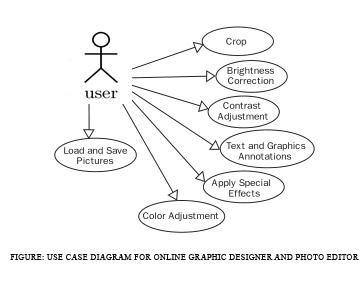 Crop
Brightness
Correction
user
Contrast
Adjustment
Text and Graphics
Annotations
Load and Save
Pictures
Apply Special
Effects
Color Adjustment
FIGURE: USE CASE DIAGRAM FOR ONLINE GRAPHIC DESIGNER AND PHOTO EDITOR